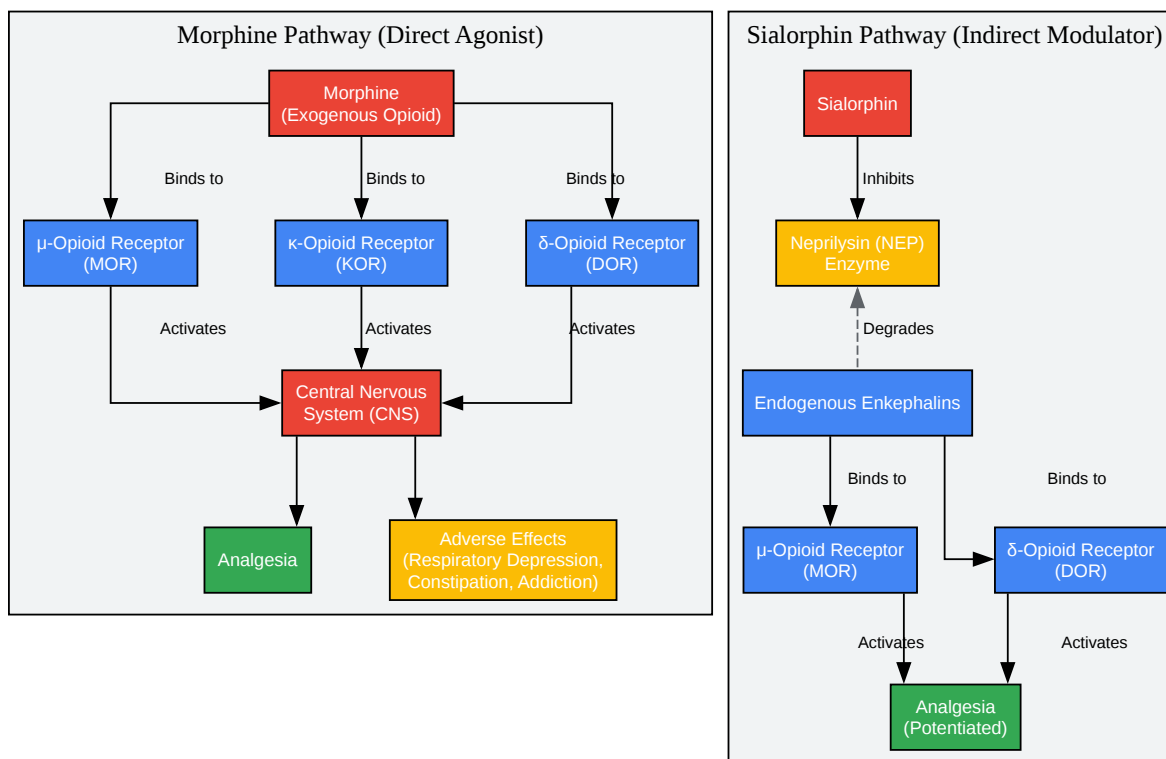 Morphine Pathway (Direct Agonist)
Morphine
(Exogenous Opioid)
Binds to
Binds to
Binds to
μ-Opioid Receptor
(MOR)
κ-Opioid Receptor
(KOR)
δ-Opioid Receptor
(DOR)
Activates
Activates
Activates
Central Nervous
System (CNS)
Analgesia
Adverse Effects
(Respiratory Depression,
Constipation, Addiction)
Sialorphin Pathway (Indirect Modulator)
Sialorphin
Inhibits
Neprilysin (NEP)
Enzyme
Degrades
Endogenous Enkephalins
Binds to
Binds to
μ-Opioid Receptor
(MOR)
δ-Opioid Receptor
(DOR)
Activates
Activates
Analgesia
(Potentiated)